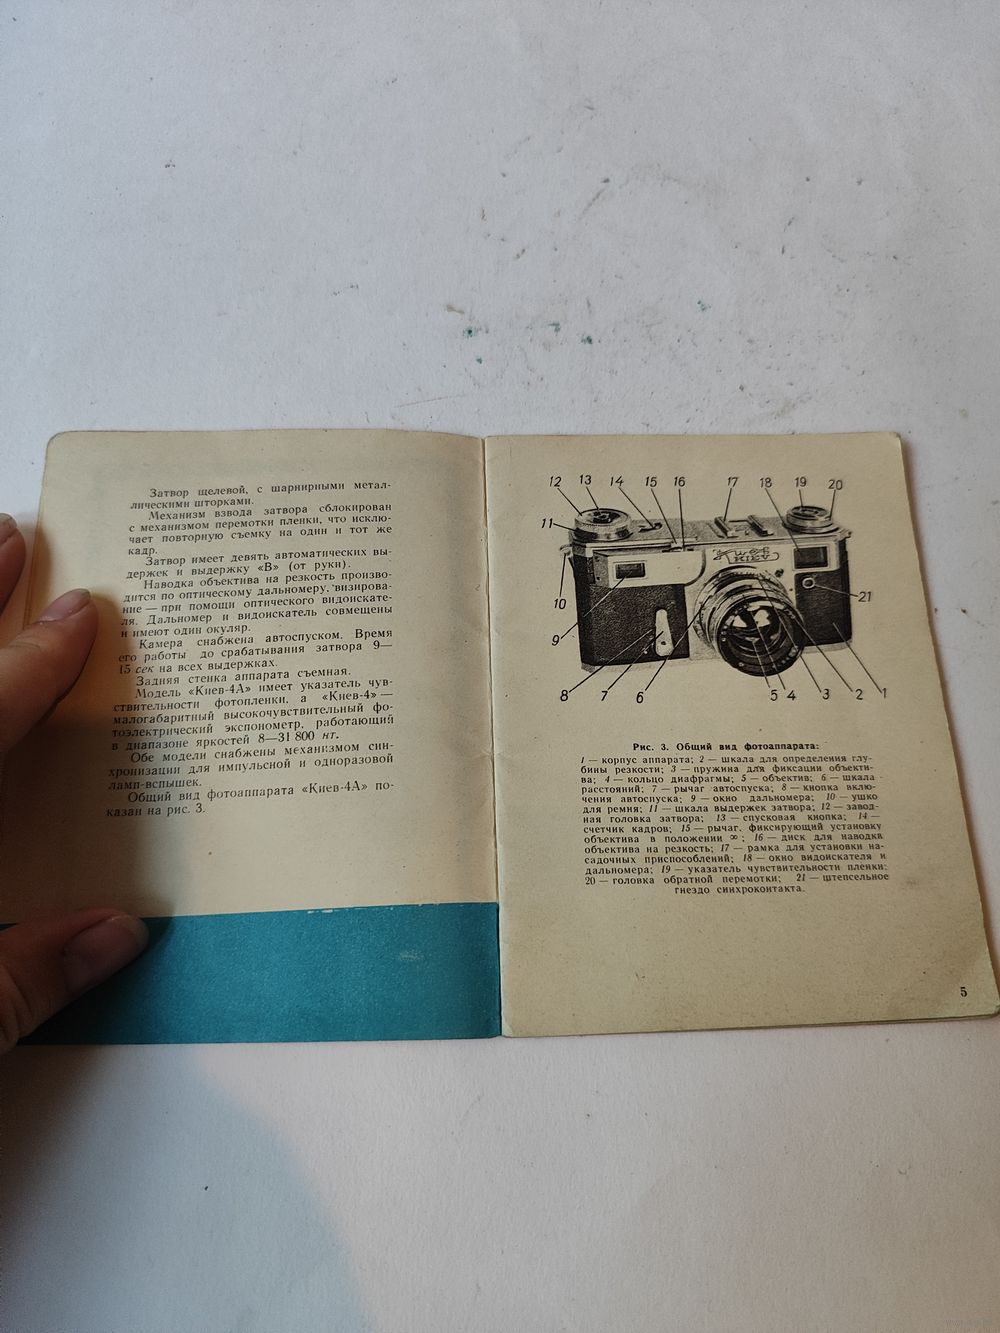 Затвор щелевой, с шарнирными метал-
лическими шторками.
Механизм взвода затвора сблокирован
с механизмом перемотки пленки, что исклю-
чает повторную съемку на один и тот же
кадр.
Затвор имеет девять автоматических вы-
держек и выдержку «В» (от руки).
Наводка объектива на резкость произво-
дится по оптическому дальномеру, визирова-
ние — при помощи оптического видоискате-
ля. Дальномер и видоискатель совмещены
и имеют один окуляр.
Камера снабжена автоспуском. Время
его работы до срабатывания затвора 9—
15 сек на всех выдержках.
Задняя стенка аппарата съемная.
Модель «Киев-4А» имеет указатель чув-
ствительности фотопленки, а «Киев-4» —
малогабаритный высокочувствительный фо-
тоэлектрический экспонометр, работающий
в диапазоне яркостей 8—31 800 нт.
Обе модели снабжены механизмом син-
хронизации для импульсной и одноразовой
ламп-вспышек.
Общий вид фотоаппарата «Киев-4А» по-
казан на рис. 3.
12 13 14 15 16 17 18 19 20
11
10
21
9
8 7 6 5 4 3 2 1
Рис. 3. Общий вид фотоаппарата:
1 — корпус аппарата; 2 — шкала для определения глу-
бины резкости; 3 — пружина для фиксации объекти-
ва; 4 — кольцо диафрагмы; 5 — объектив; 6 — шкала
расстояний; 7 — рычаг автоспуска; 8 — кнопка вклю-
чения автоспуска; 9 — окно дальномера; 10 — ушко
для ремня; 11 — шкала выдержек затвора; 12 — завод-
ная головка затвора; 13 — спусковая кнопка; 14 —
счетчик кадров; 15 — рычаг, фиксирующий установку
объектива в положении ∞; 16 — диск для наводки
объектива на резкость; 17 — рамка для установки на-
садочных приспособлений; 18 — окно видоискателя и
дальномера; 19 — указатель чувствительности пленки;
20 — головка обратной перемотки; 21 — штепсельное
гнездо синхроконтакта.
5